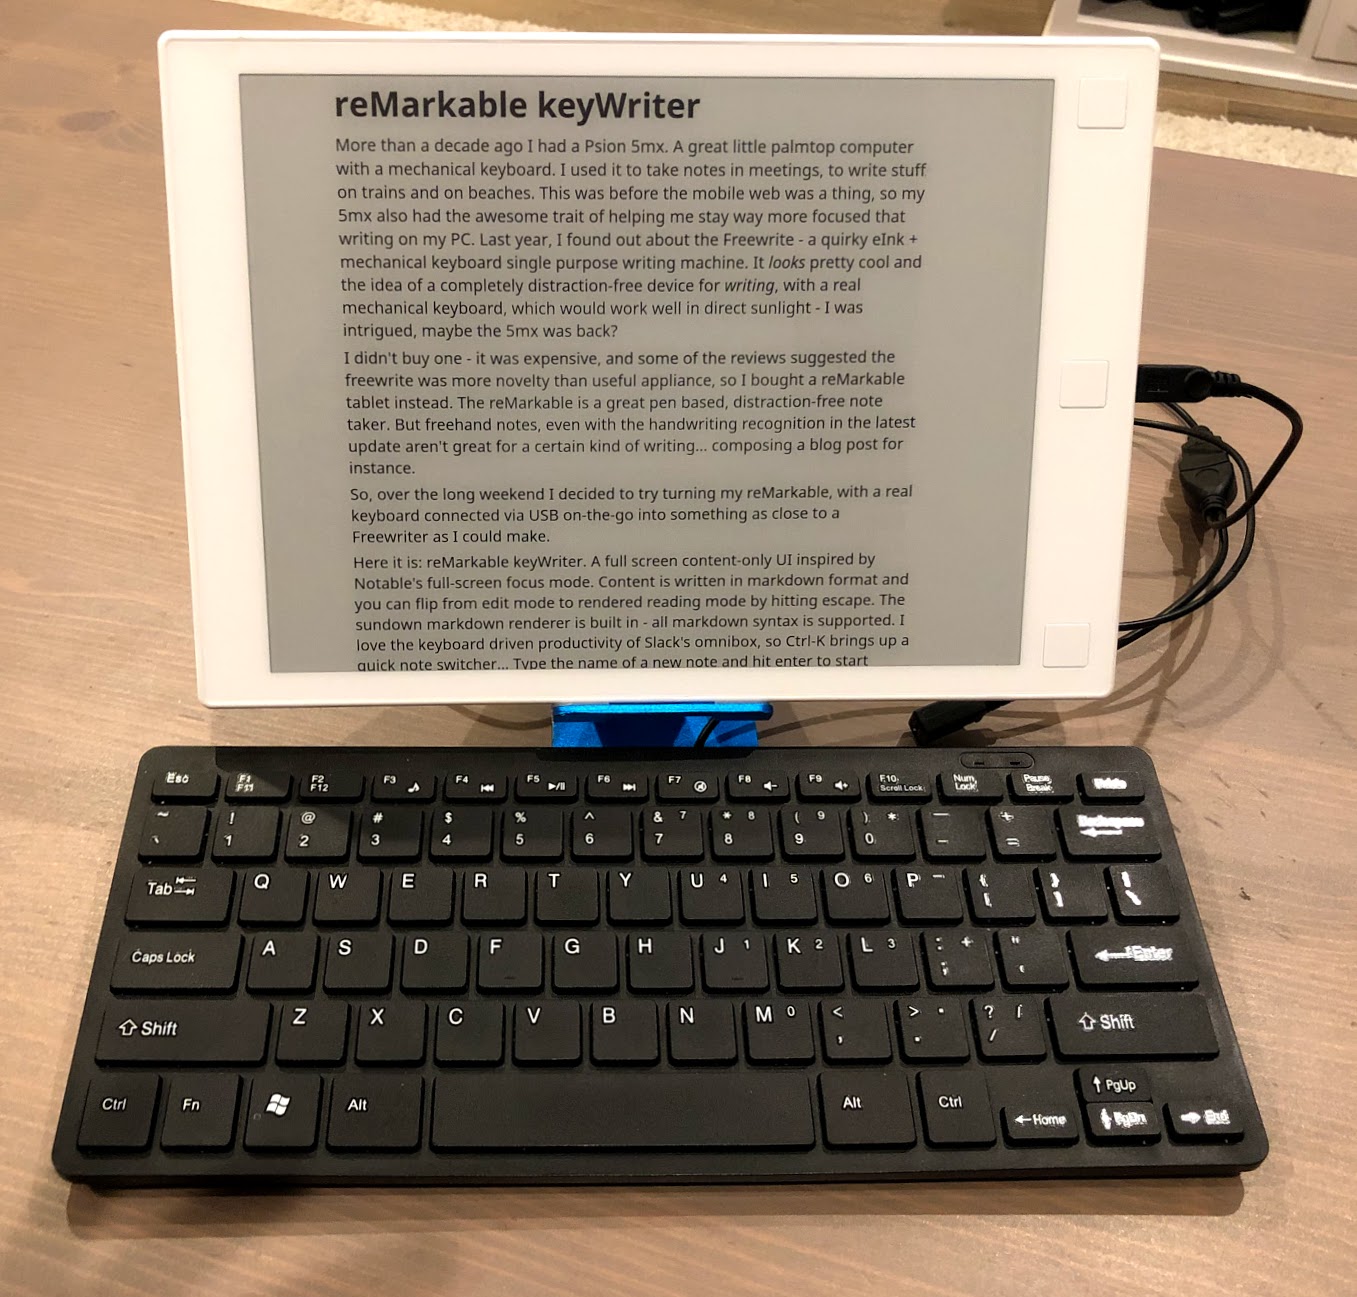 reMarkable keyWriter
More than a decade ago I had a Psion 5mx. A great little palmtop computer
with a mechanical keyboard. I used it to take notes in meetings, to write stuff
on trains and on beaches. This was before the mobile web was a thing, so my
5mx also had the awesome trait of helping me stay way more focused that
writing on my PC. Last year, I found out about the Freewrite - a quirky eInk +
mechanical keyboard single purpose writing machine. It looks pretty cool and
the idea of a completely distraction-free device for writing, with a real
mechanical keyboard, which would work well in direct sunlight - I was
intrigued, maybe the 5mx was back?
I didn't buy one - it was expensive, and some of the reviews suggested the
freewrite was more novelty than useful appliance, so I bought a reMarkable
tablet instead. The reMarkable is a great pen based, distraction-free note
taker. But freehand notes, even with the handwriting recognition in the latest
update aren't great for a certain kind of writing... composing a blog post for
instance.
So, over the long weekend I decided to try turning my reMarkable, with a real
keyboard connected via USB on-the-go into something as close to a
Freewriter as I could make.
Here it is: reMarkable keyWriter. A full screen content-only UI inspired by
Notable's full-screen focus mode. Content is written in markdown format and
you can flip from edit mode to rendered reading mode by hitting escape. The
sundown markdown renderer is built in - all markdown syntax is supported. I
love the keyboard driven productivity of Slack's omnibox, so Ctrl-K brings up a
quick note switcher... Type the name of a new note and hit enter to start
Esc F1 F2 F3 F4 F5 F6 F7 F8 F9 F10 Num Pause
F11 F12 Scroll Lock Lock Break
~ ! @ # $ % ^ & 7 * 8 ( 9 ) * — +
` 1 2 3 4 5 6 7 8 9 0 - = Backspace
Tab Q W E R T Y U 4 I 5 O 6 P - { [ } ] | \
Caps Lock A S D F G H J 1 K 2 L 3 : + ; " ' Enter
Shift Z X C V B N M 0 < , > . . ? / / Shift
Ctrl Fn Alt Alt Ctrl Home PgUp PgDn End